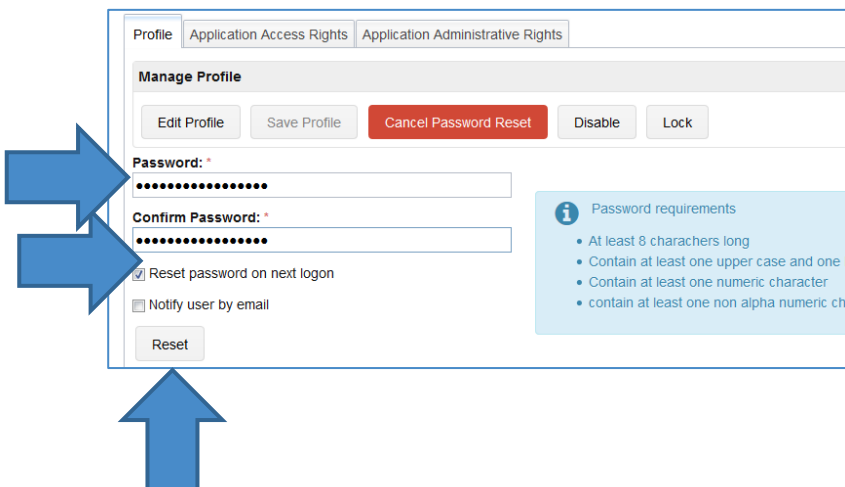 Profile Application Access Rights Application Administrative Rights
Manage Profile
Edit Profile Save Profile Cancel Password Reset Disable Lock
Password: *
•••••••••••••••••
Confirm Password: *
•••••••••••••••••
Reset password on next logon
Notify user by email
Reset
Password requirements
• At least 8 charachers long
• Contain at least one upper case and one
• Contain at least one numeric character
• contain at least one non alpha numeric